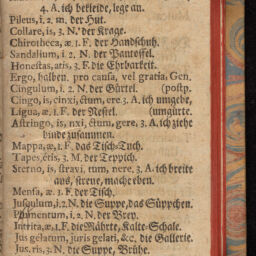 4. A. ich bekleide, lege an.
Pileus, i. 2. m. der Hut.
Collare, is, 3. N. der Krage.
Chirotheca, æ. 1. F. der Handschuh.
Sandalium, i. 2. N. der Pantoffel.
Honestas, atis, 3. F. die Ehrbarkeit.
Ergo, halben. pro causa, vel gratia, Gen.
Cingulum, i. 2. N. der Gürtel. (postp.
Cingo, is, cinxi, ctum, ere. 3. A. ich umgebe,
Ligua, æ, 1. F. der Nestel. (umgürte.
Astringo, is, nxi, ctum, gere, 3. A. ich ziehe
binde zusammen.
Mappa, æ, 1. F. das Tisch-Tuch.
Tapes, etis, 3. M. der Teppich.
Sterno, is, stravi, tum, nere, 3. A. ich breite
aus, streue, mache eben.
Mensa, æ. 1. F. der Tisch.
Jusculum, i. 2. N. die Suppe, das Süppchen.
Pulmentum, i, 2. N. der Brey.
Intrita, æ, 1. F. die Mährte, Kalte-Schale.
Jus gelatum, juris gelati, &c. die Gallerte.
Jus, ris, 3. N. die Suppe, Brühe.